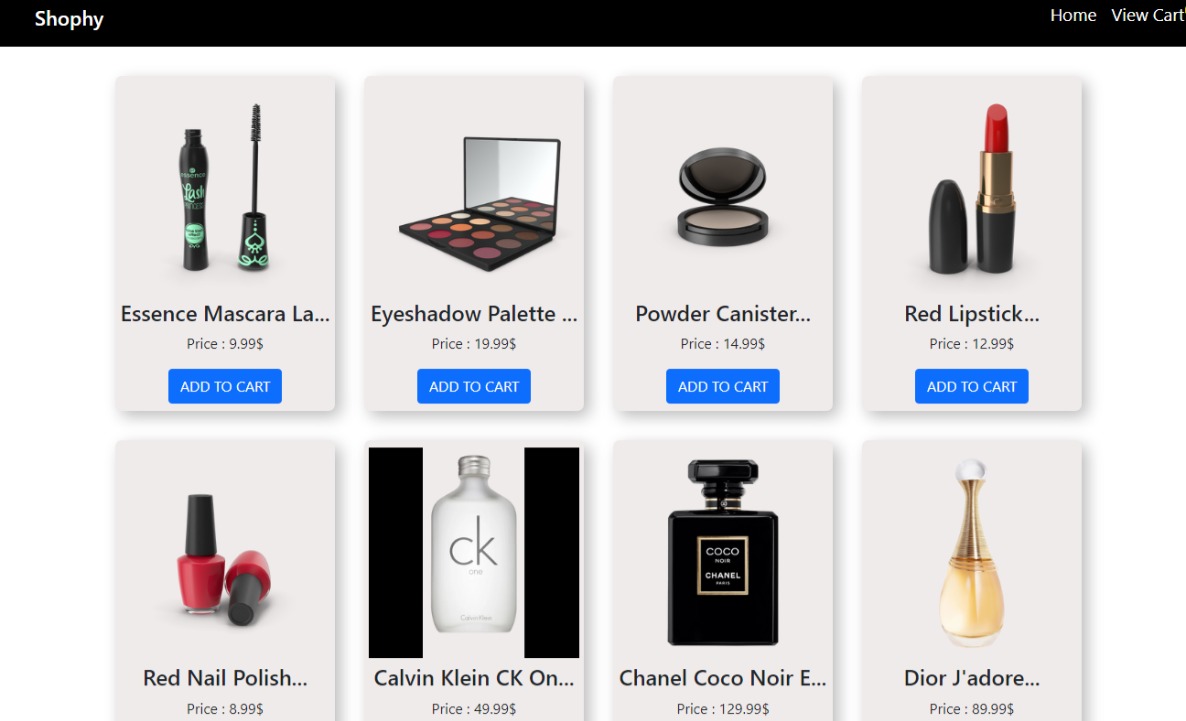 Shophy
Home View Cart
essence
Lash
PRINCESS
Essence Mascara La...
Eyeshadow Palette ...
Powder Canister...
Red Lipstick...
Price : 9.99$
Price : 19.99$
Price : 14.99$
Price : 12.99$
ADD TO CART
ADD TO CART
ADD TO CART
ADD TO CART
ck
one
Calvin Klein
COCO
NOIR
CHANEL
PARIS
Red Nail Polish...
Calvin Klein CK On...
Chanel Coco Noir E...
Dior J'adore...
Price : 8.99$
Price : 49.99$
Price : 129.99$
Price : 89.99$